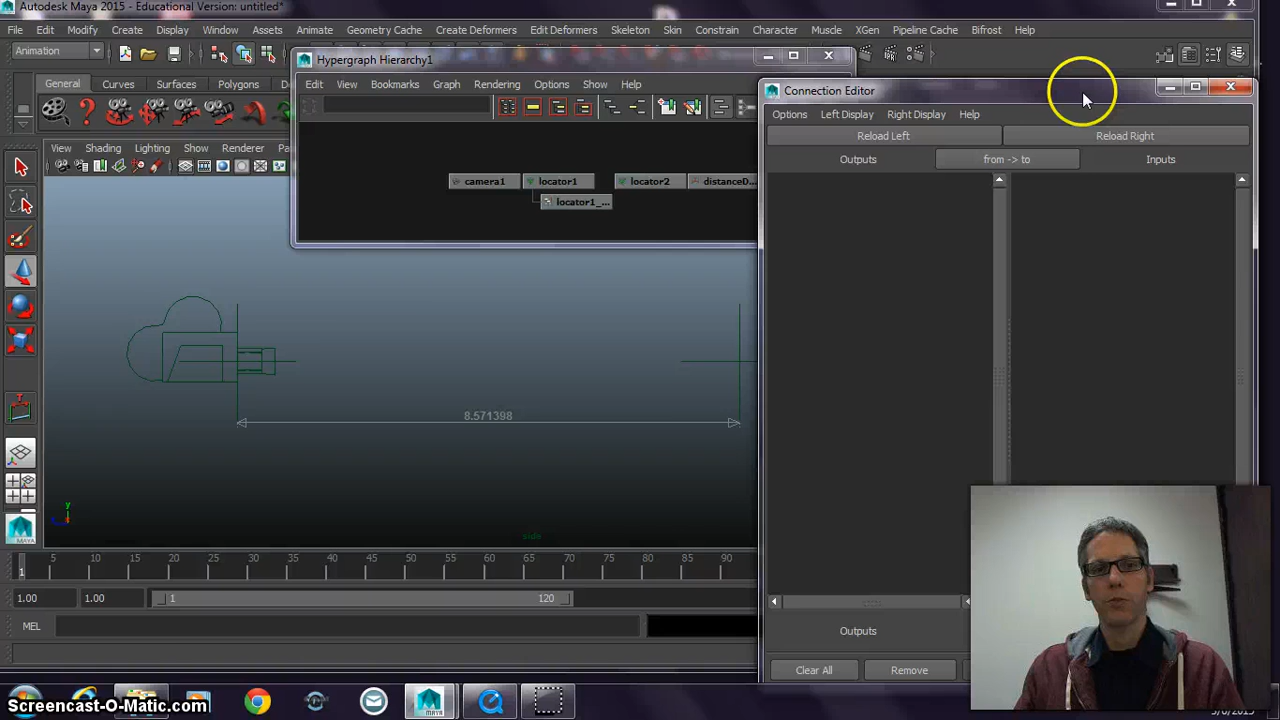 Autodesk Maya 2015 - Educational Version: untitled*
File Edit Modify Create Display Window Assets Animate Geometry Cache Create Deformers Edit Deformers Skeleton Skin Constrain Character Muscle XGen Pipeline Cache Bifrost Help
Animation
Hypergraph Hierarchy1
General Curves Surfaces Polygons
Edit View Bookmarks Graph Rendering Options Show Help
View Shading Lighting Show Renderer
camera1 locator1 locator2 distanceD...
locator1_...
Connection Editor
Options Left Display Right Display Help
Reload Left Reload Right
Outputs from -> to Inputs
8.571398
side
1 5 10 15 20 25 30 35 40 45 50 55 60 65 70 75 80 85 90
1.00 1.00 1 120
MEL
Outputs
Clear All Remove
MAYA
Screencast-O-Matic.com